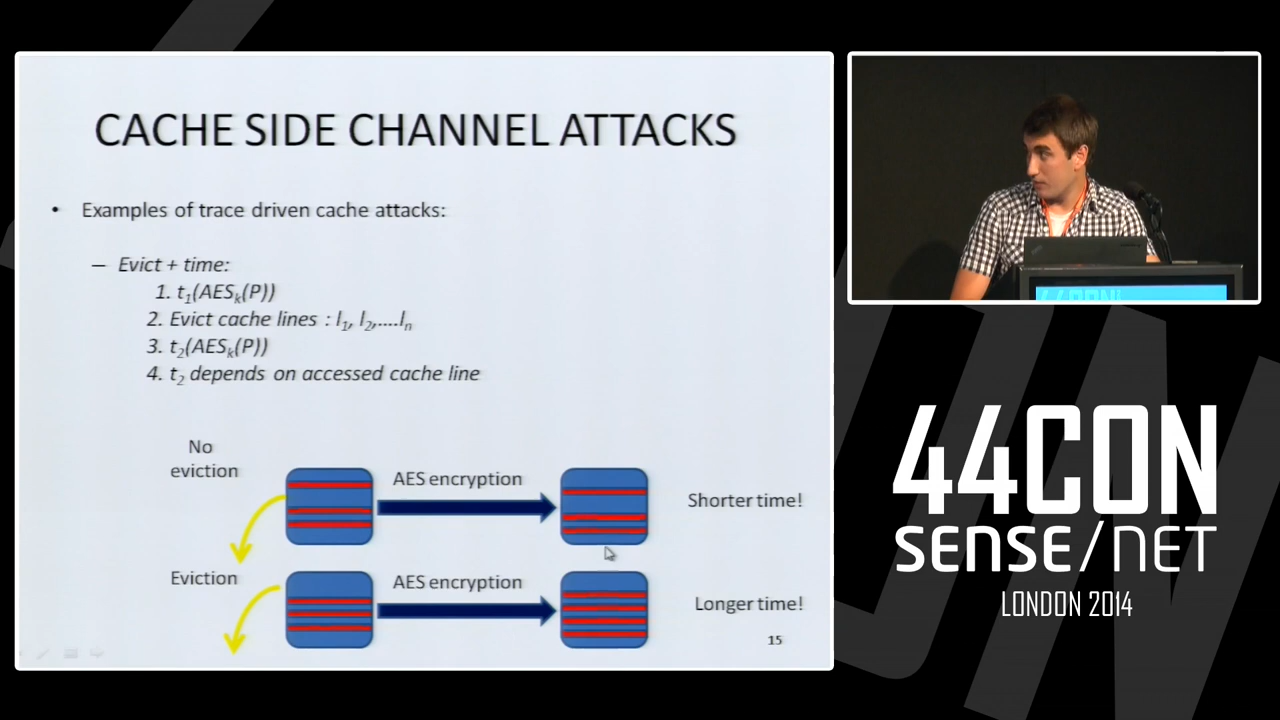 CACHE SIDE CHANNEL ATTACKS
• Examples of trace driven cache attacks:
– Evict + time:
1. t₁(AESₖ(P))
2. Evict cache lines : l₁, l₂,....lₙ
3. t₂(AESₖ(P))
4. t₂ depends on accessed cache line
No
eviction
AES encryption
Shorter time!
Eviction
AES encryption
Longer time!
15
44CON
44CON
SENSE/NET
LONDON 2014